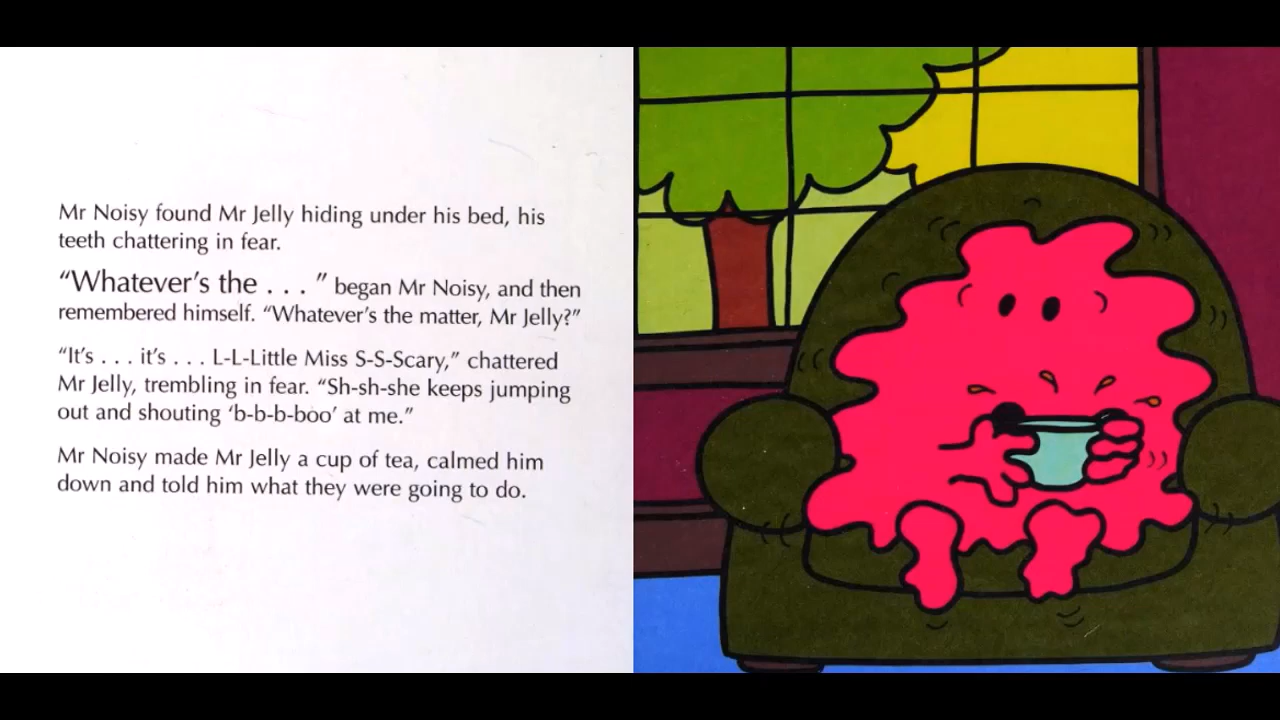 Mr Noisy found Mr Jelly hiding under his bed, his
teeth chattering in fear.
“Whatever’s the . . . ” began Mr Noisy, and then
remembered himself. “Whatever’s the matter, Mr Jelly?”
“It’s . . . it’s . . . L-L-Little Miss S-S-Scary,” chattered
Mr Jelly, trembling in fear. “Sh-sh-she keeps jumping
out and shouting ‘b-b-b-boo’ at me.”
Mr Noisy made Mr Jelly a cup of tea, calmed him
down and told him what they were going to do.